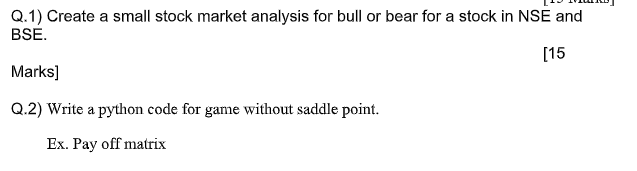 Q.1) Create a small stock market analysis for bull or bear for a stock in NSE and
BSE.
[15
Marks]
Q.2) Write a python code for game without saddle point.
Ex. Pay off matrix